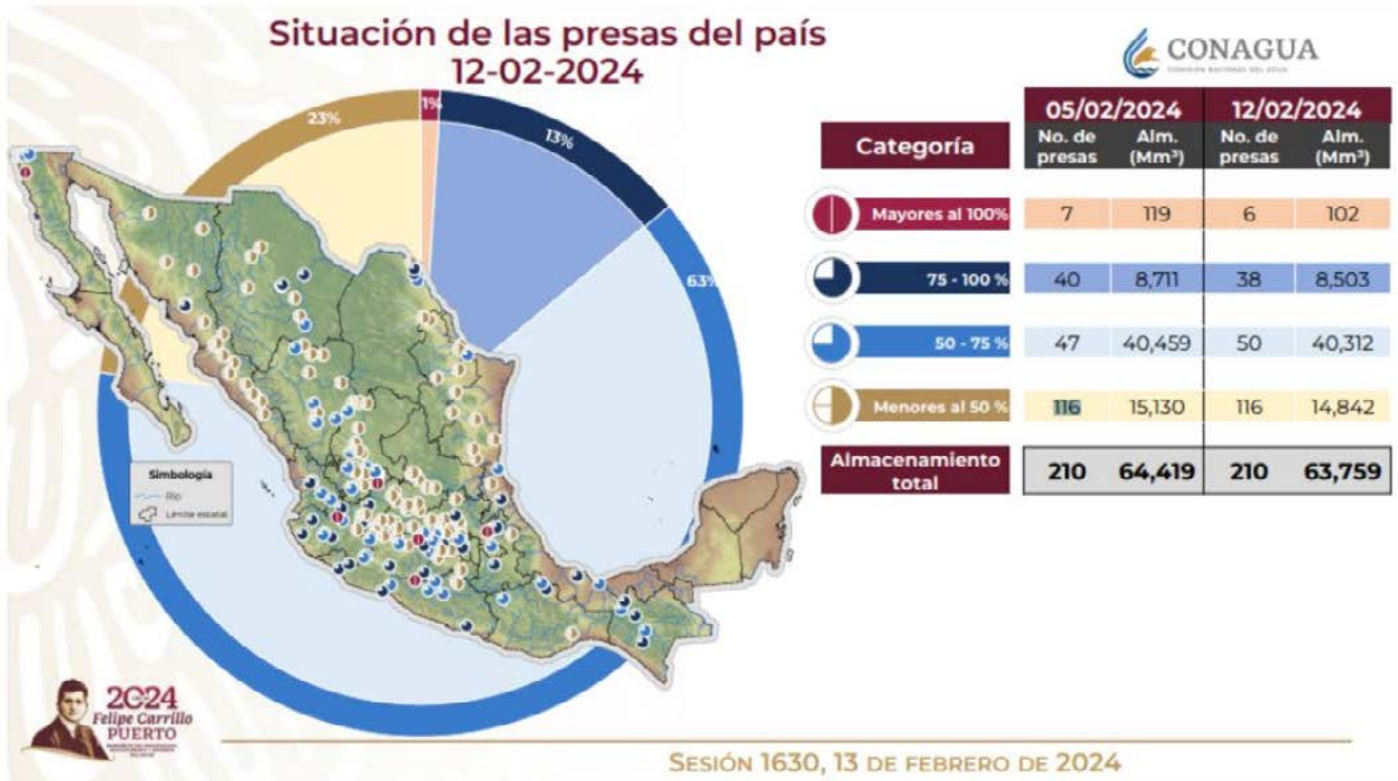 Situación de las presas del país
12-02-2024
CONAGUA
COMISIÓN NACIONAL DEL AGUA
23%
1%
13%
63%
Categoría
05/02/2024 12/02/2024
No. de presas Alm. (Mm³) No. de presas Alm. (Mm³)
Mayores al 100% 7 119 6 102
75 - 100 % 40 8,711 38 8,503
50 - 75 % 47 40,459 50 40,312
Menores al 50 % 116 15,130 116 14,842
Almacenamiento total 210 64,419 210 63,759
Simbología
Río
Límite estatal
2024
Felipe Carrillo
PUERTO
SESIÓN 1630, 13 DE FEBRERO DE 2024